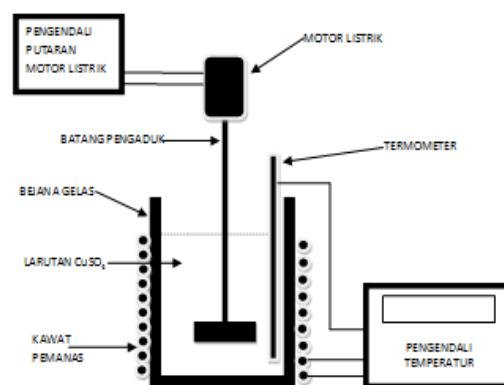 PENGENDALI
PUTARAN
MOTOR LISTRIK
MOTOR LISTRIK
BATANG PENGADUK
TERMOMETER
BEJANA GELAS
LARUTAN CuSO₄
KAWAT
PEMANAS
PENGENDALI
TEMPERATUR